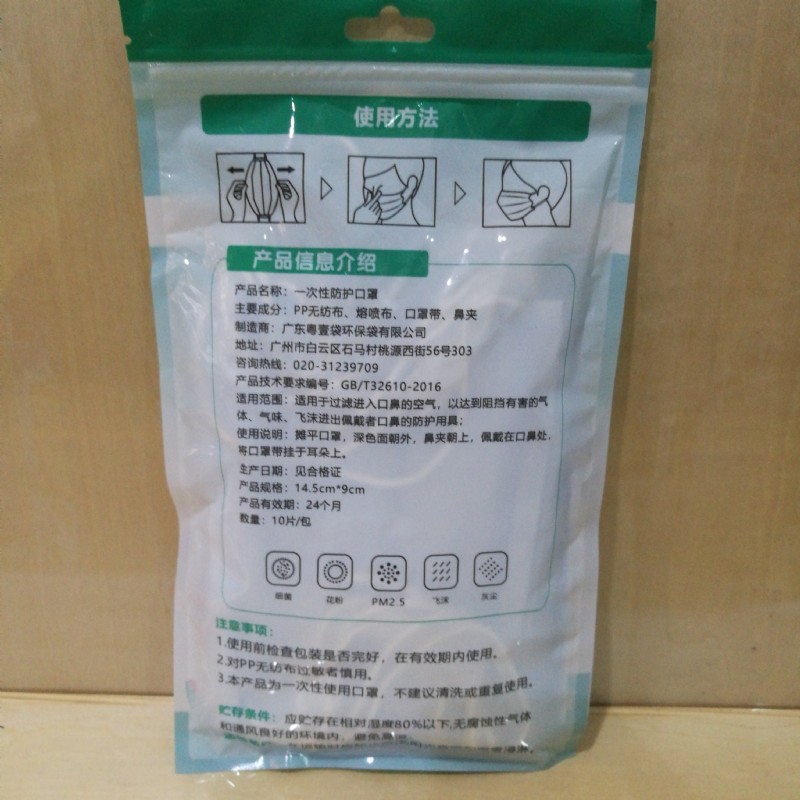 使用方法
产品信息介绍
产品名称：一次性防护口罩
主要成分：PP无纺布、熔喷布、口罩带、鼻夹
制造商：广东粤壹袋环保袋有限公司
地址：广州市白云区石马村桃源西街56号303
咨询热线：020-31239709
产品技术要求编号：GB/T32610-2016
适用范围：适用于过滤进入口鼻的空气，以达到阻挡有害的气
体、气味、飞沫进出佩戴者口鼻的防护用具；
使用说明：摊平口罩，深色面朝外，鼻夹朝上，佩戴在口鼻处，
将口罩带挂于耳朵上。
生产日期：见合格证
产品规格：14.5cm*9cm
产品有效期：24个月
数量：10片/包
细菌 花粉 PM2.5 飞沫 灰尘
注意事项：
1.使用前检查包装是否完好，在有效期内使用。
2.对PP无纺布过敏者慎用。
3.本产品为一次性使用口罩，不建议清洗或重复使用。
贮存条件：应贮存在相对湿度80%以下，无腐蚀性气体
和通风良好的环境内，避免高温。